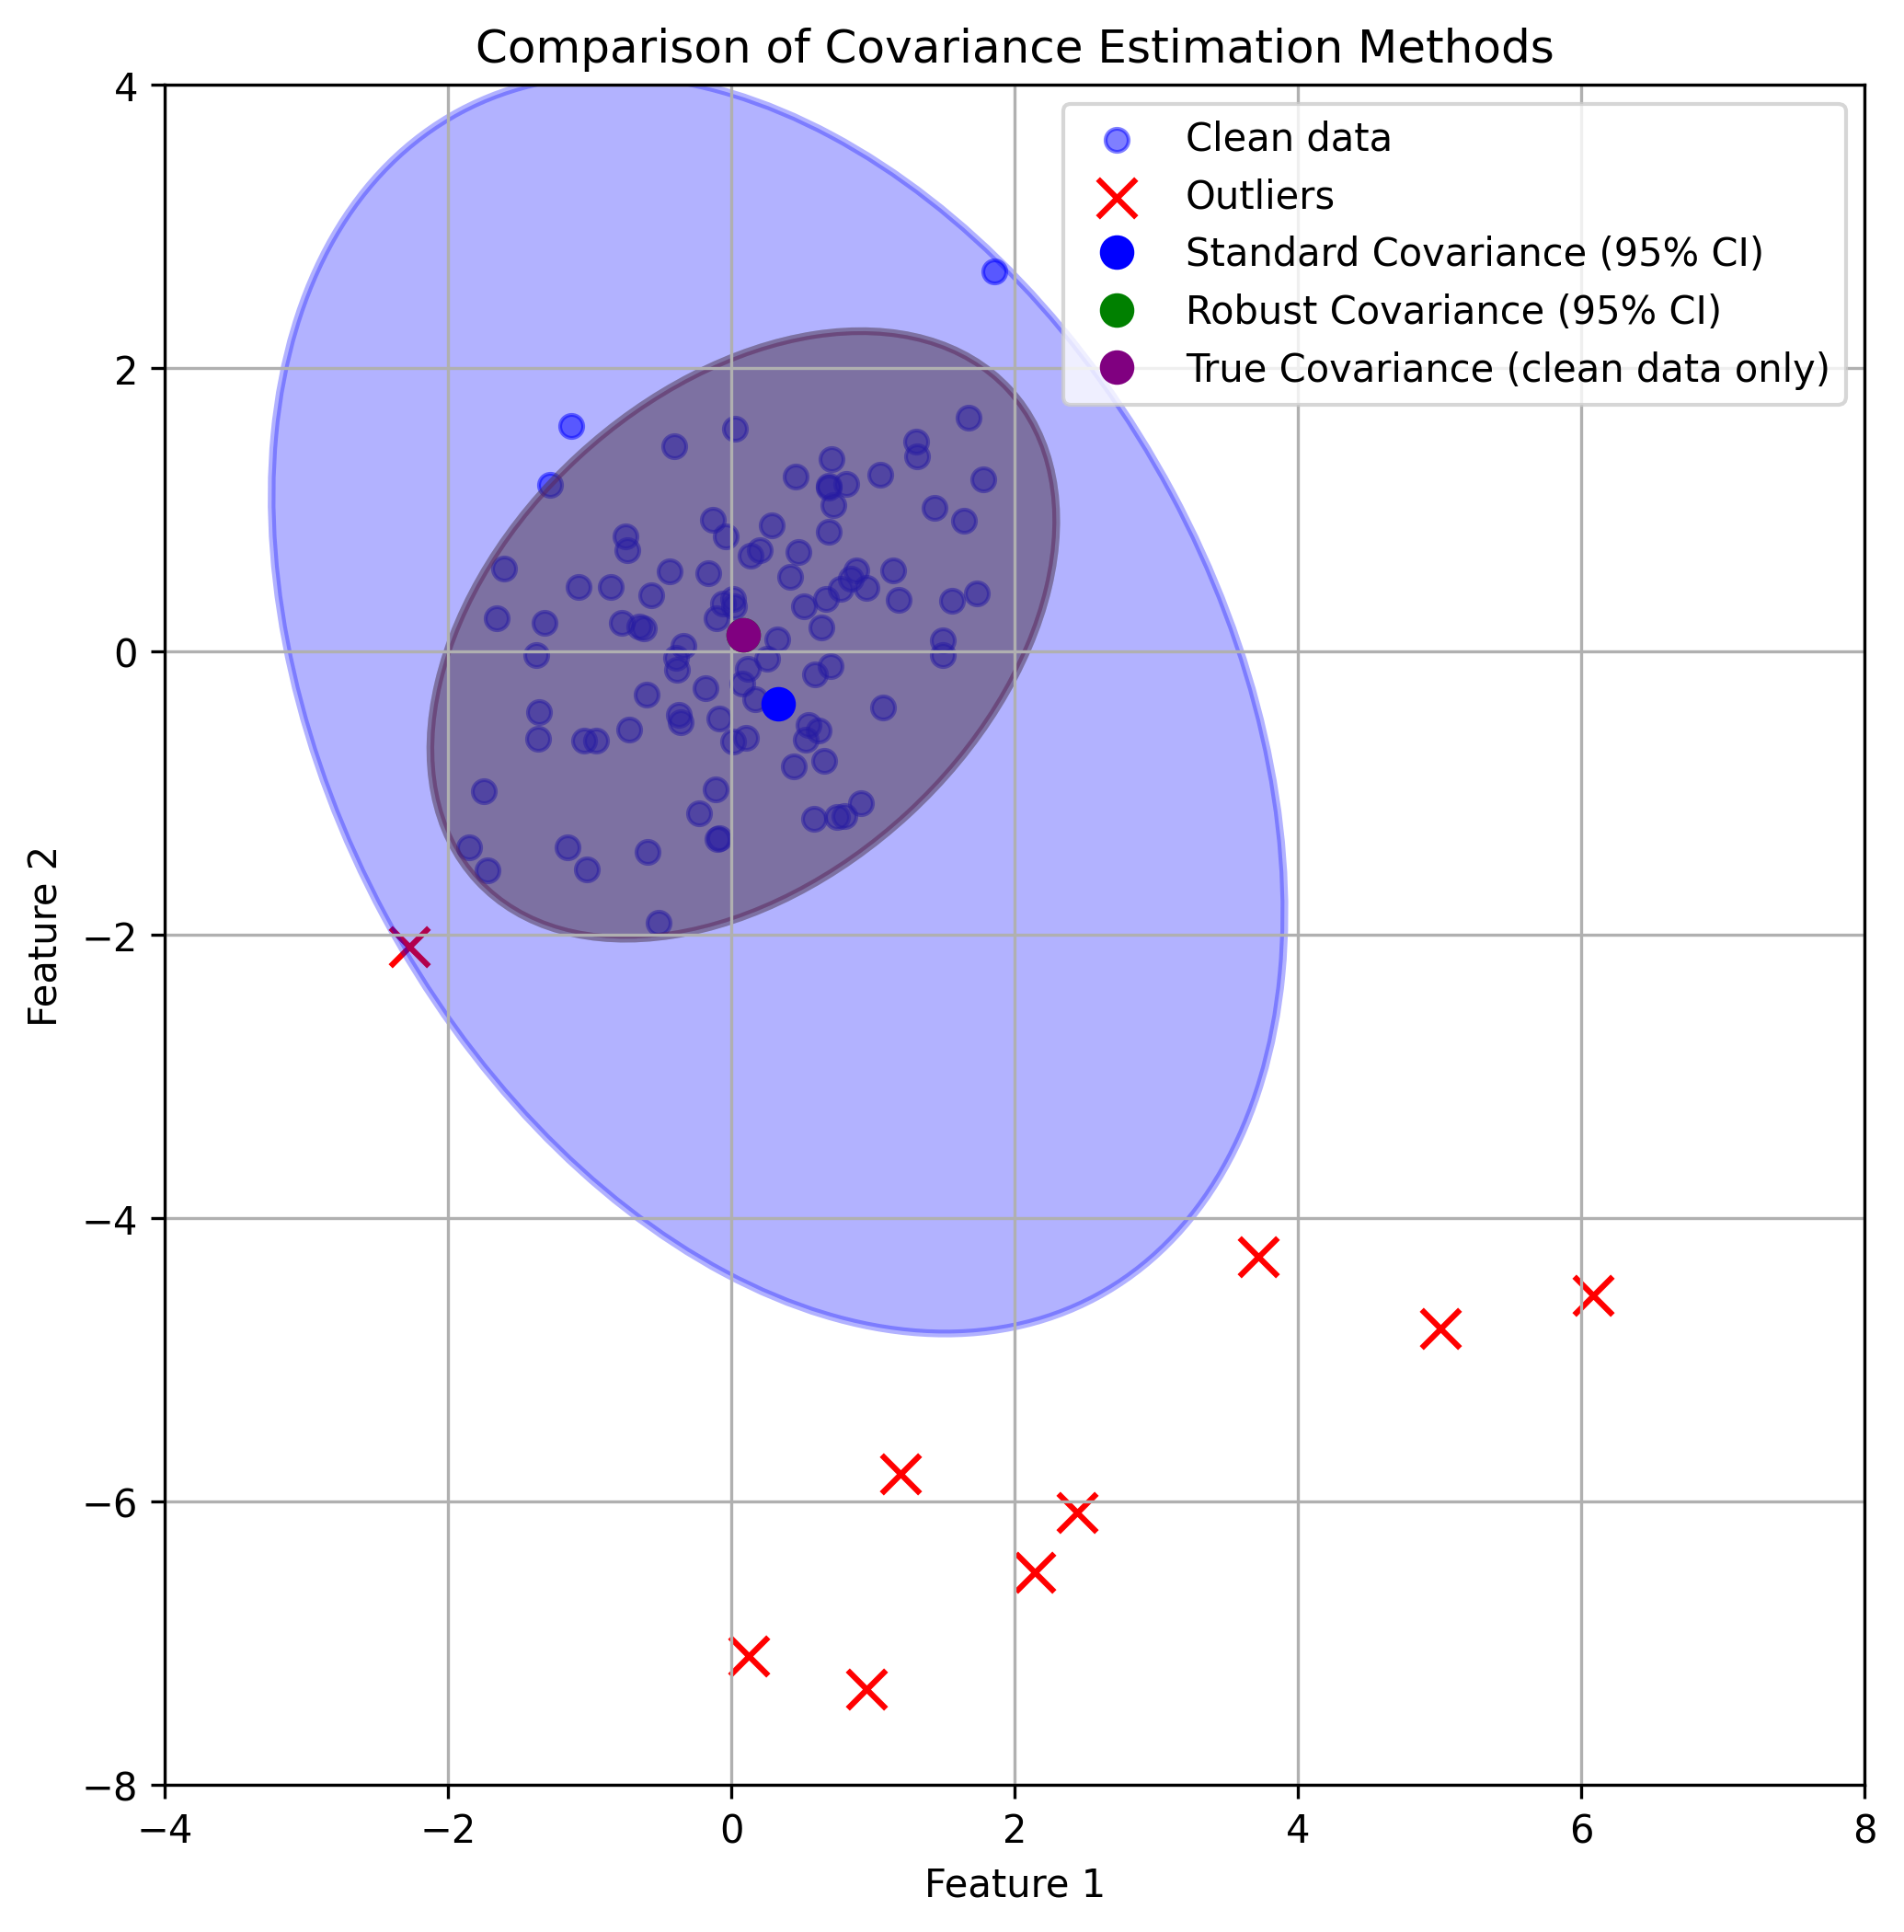 Comparison of Covariance Estimation Methods
4
2
0
−2
−4
−6
−8
Feature 2
Clean data
Outliers
Standard Covariance (95% CI)
Robust Covariance (95% CI)
True Covariance (clean data only)
−4 −2 0 2 4 6 8
Feature 1